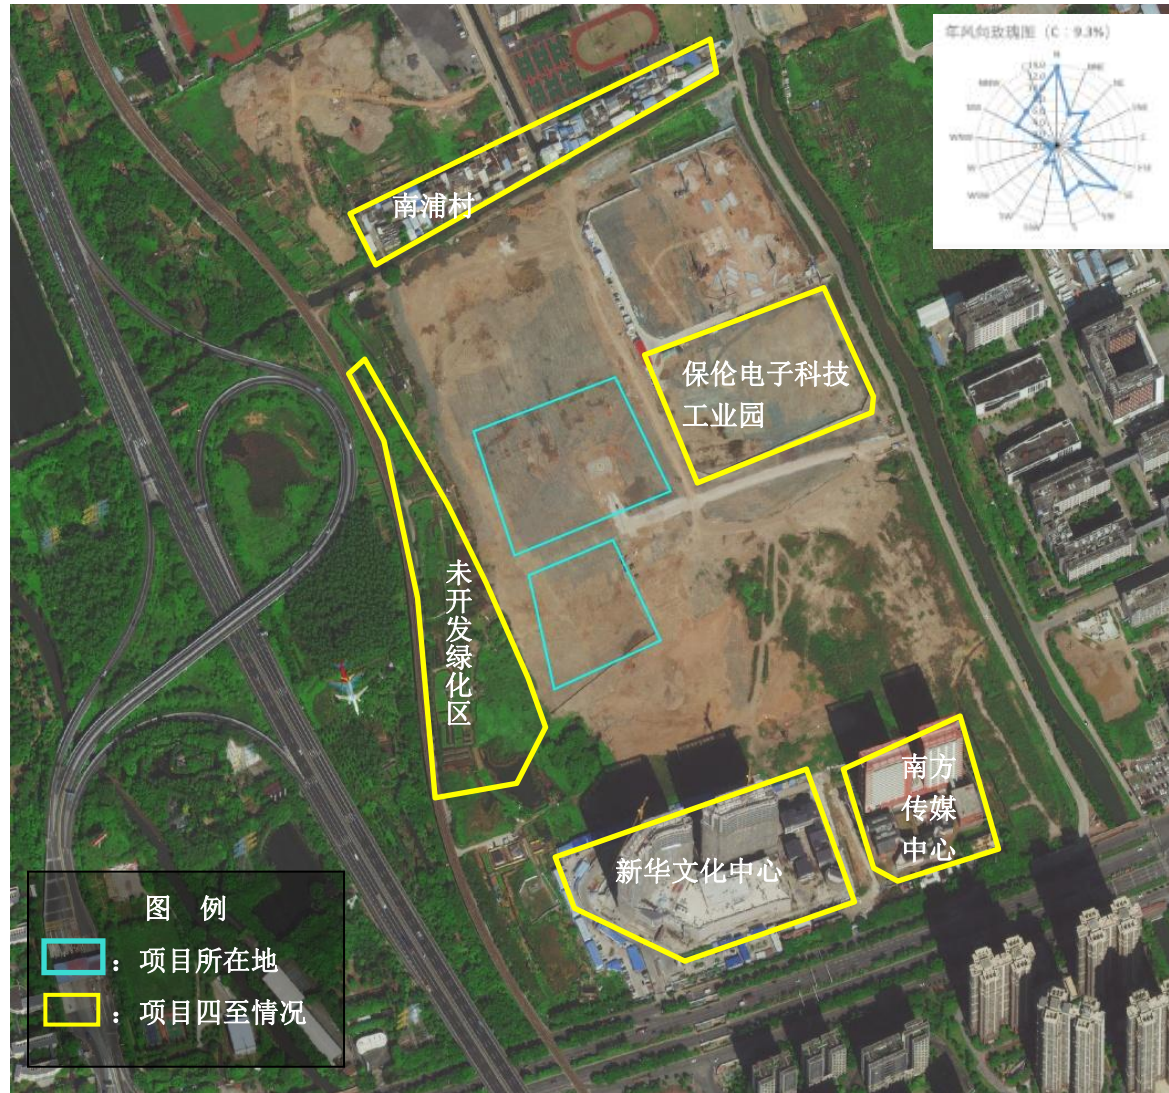 年风向玫瑰图（C：9.3%）
N
南浦村
保伦电子科技
工业园
未开发绿化区
南方
传媒
中心
新华文化中心
图 例
：项目所在地
：项目四至情况